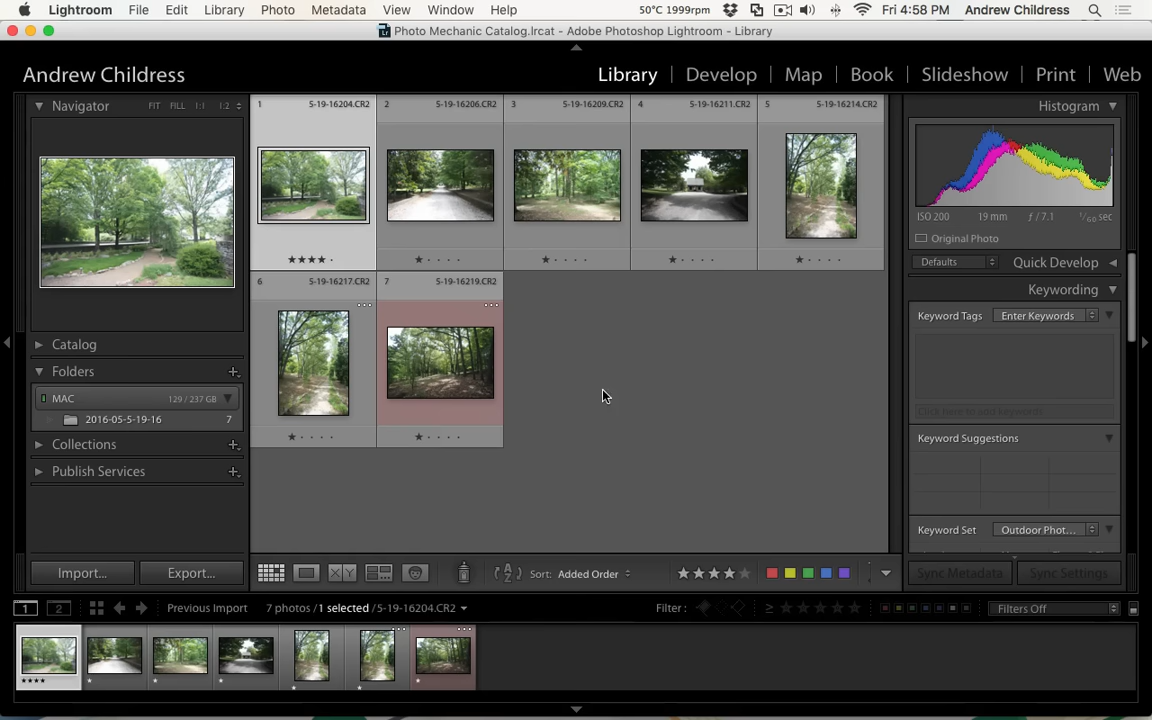 Lightroom File Edit Library Photo Metadata View Window Help 50°C 1999rpm Fri 4:58 PM Andrew Childress
Lr Photo Mechanic Catalog.lrcat - Adobe Photoshop Lightroom - Library
Andrew Childress Library | Develop | Map | Book | Slideshow | Print | Web
Navigator FIT FILL 1:1 1:2
Histogram
1 5-19-16204.CR2 2 5-19-16206.CR2 3 5-19-16209.CR2 4 5-19-16211.CR2 5 5-19-16214.CR2
ISO 200 19 mm ƒ / 7.1 1/60 sec
Original Photo
Defaults Quick Develop
6 5-19-16217.CR2 7 5-19-16219.CR2
Keywording
Keyword Tags Enter Keywords
Catalog
Folders
MAC 129 / 237 GB
2016-05-5-19-16 7
Click here to add keywords
Collections
Keyword Suggestions
Publish Services
Keyword Set Outdoor Phot...
Import... Export... Sort: Added Order Sync Metadata Sync Settings
1 2 Previous Import 7 photos / 1 selected / 5-19-16204.CR2 Filter : ≥ Filters Off